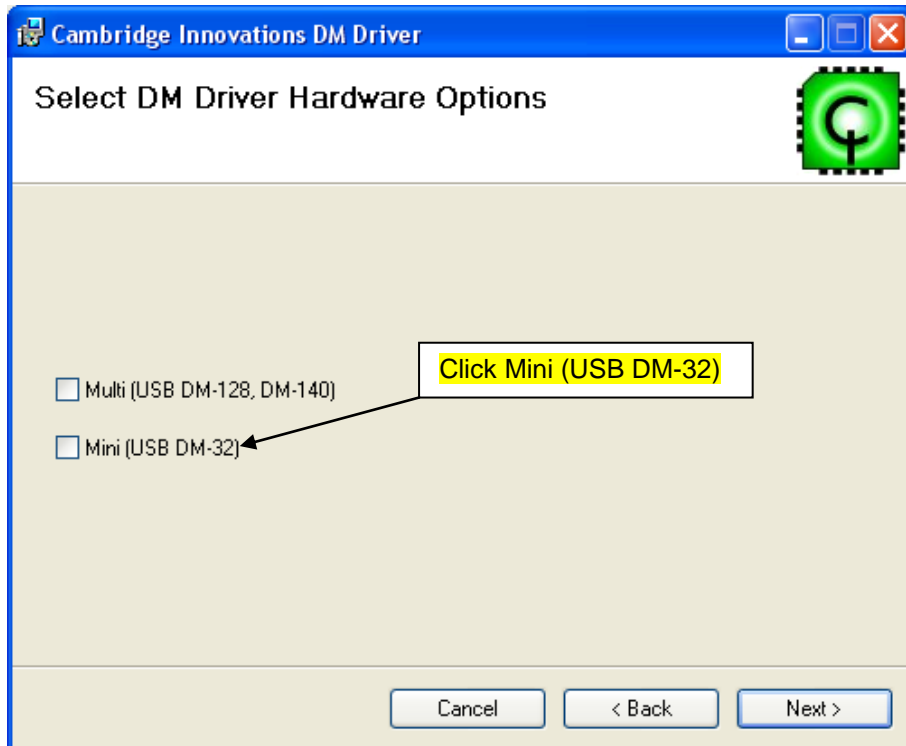 Cambridge Innovations DM Driver
Select DM Driver Hardware Options
Click Mini (USB DM-32)
Multi (USB DM-128, DM-140)
Mini (USB DM-32)
Cancel
< Back
Next >